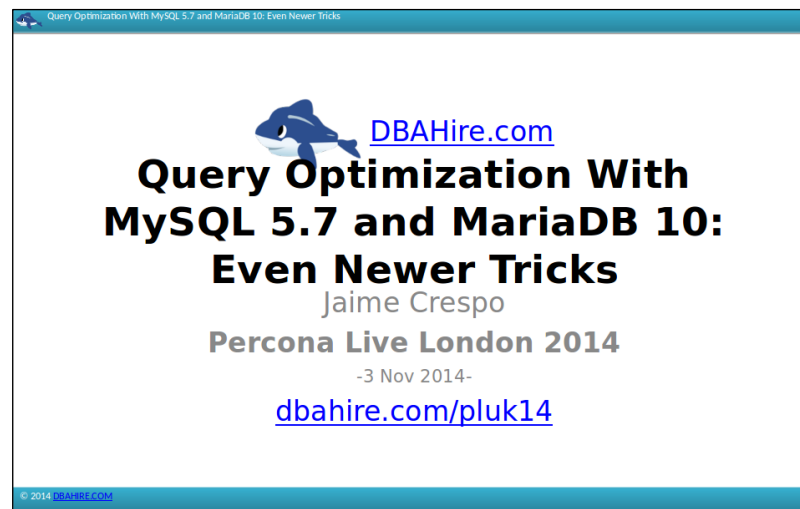 Query Optimization With MySQL 5.7 and MariaDB 10: Even Newer Tricks
DBAHire.com
Query Optimization With
MySQL 5.7 and MariaDB 10:
Even Newer Tricks
Jaime Crespo
Percona Live London 2014
-3 Nov 2014-
dbahire.com/pluk14
© 2014 DBAHIRE.COM